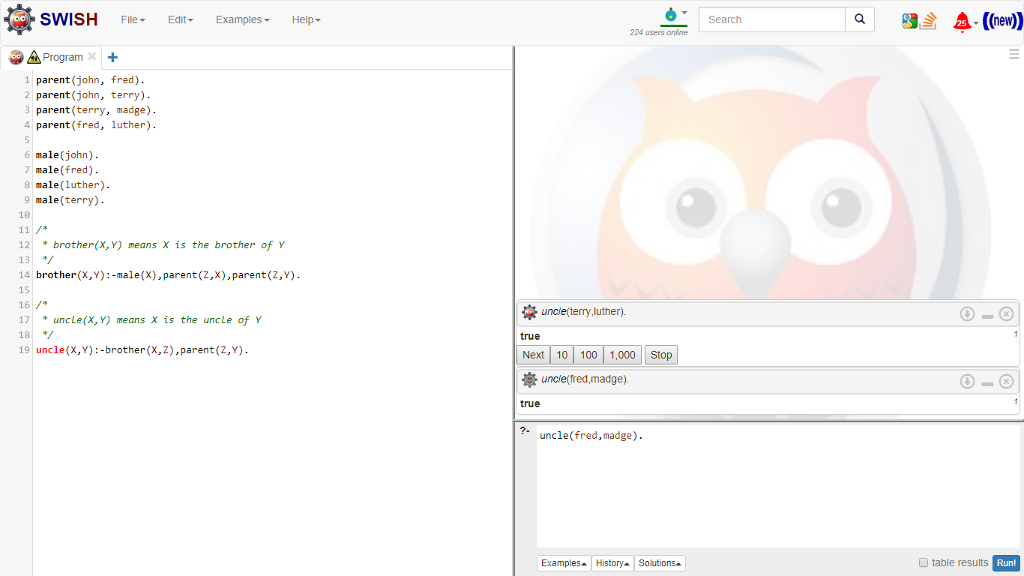 SWISH File Edit Examples Help 224 users online Search 25 ((new))
Program
1 parent(john, fred).
2 parent(john, terry).
3 parent(terry, madge).
4 parent(fred, luther).
5
6 male(john).
7 male(fred).
8 male(luther).
9 male(terry).
10
11 /*
12 * brother(X,Y) means X is the brother of Y
13 */
14 brother(X,Y):-male(X),parent(Z,X),parent(Z,Y).
15
16 /*
17 * uncle(X,Y) means X is the uncle of Y
18 */
19 uncle(X,Y):-brother(X,Z),parent(Z,Y).
uncle(terry,luther).
true 1
Next 10 100 1,000 Stop
uncle(fred,madge).
true 1
?- uncle(fred,madge).
Examples History Solutions table results Run!